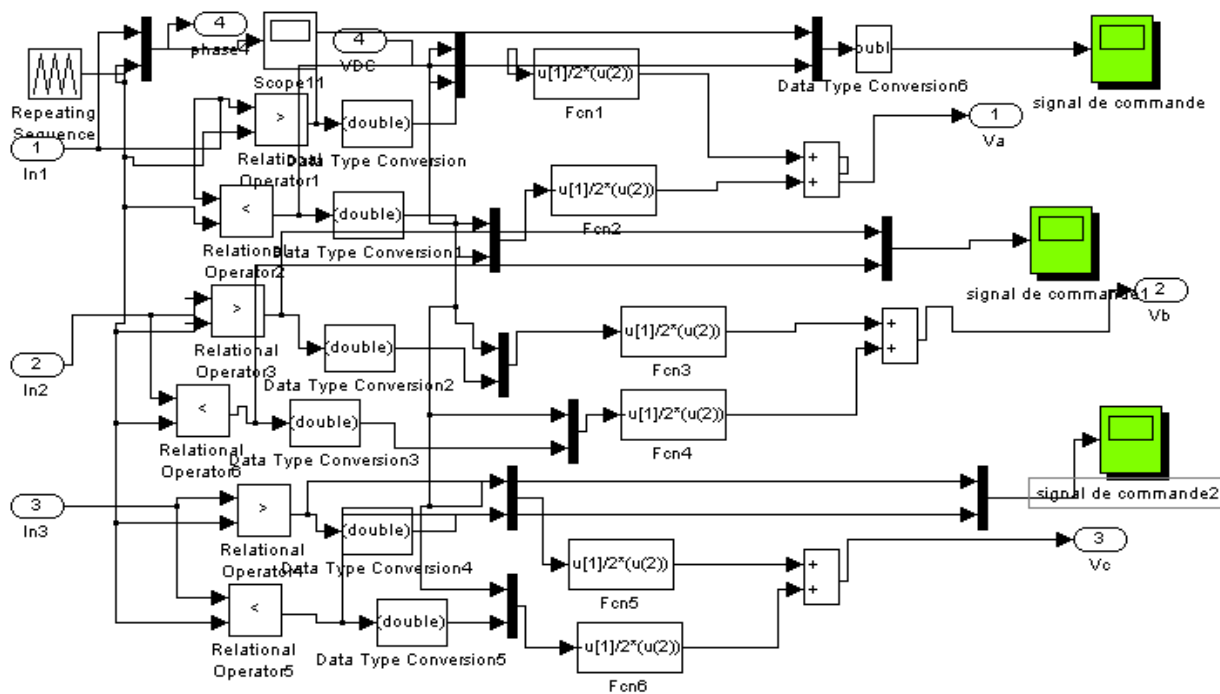 4
phase4
Repeating
Sequence
Scope11
4
VDC
u[1]/2*(u(2))
Fcn1
oubl
Data Type Conversion6
signal de commande
1
In1
>
Relational
Operator1
(double)
Data Type Conversion
+
+
1
Va
<
Relational
Operator2
(double)
Data Type Conversion1
u[1]/2*(u(2))
Fcn2
signal de commande1
2
In2
>
Relational
Operator3
(double)
Data Type Conversion2
u[1]/2*(u(2))
Fcn3
+
+
2
Vb
<
Relational
Operator6
(double)
Data Type Conversion3
u[1]/2*(u(2))
Fcn4
signal de commande2
3
In3
>
Relational
Operator4
(double)
Data Type Conversion4
u[1]/2*(u(2))
Fcn5
+
+
3
Vc
<
Relational
Operator5
(double)
Data Type Conversion5
u[1]/2*(u(2))
Fcn6